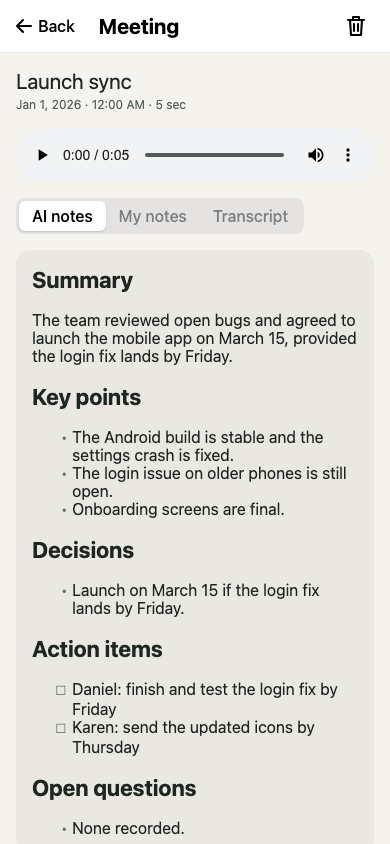 Back Meeting
Launch sync
Jan 1, 2026 · 12:00 AM · 5 sec
0:00 / 0:05
AI notes My notes Transcript
Summary
The team reviewed open bugs and agreed to
launch the mobile app on March 15, provided
the login fix lands by Friday.
Key points
• The Android build is stable and the
settings crash is fixed.
• The login issue on older phones is still
open.
• Onboarding screens are final.
Decisions
• Launch on March 15 if the login fix
lands by Friday.
Action items
☐ Daniel: finish and test the login fix by
Friday
☐ Karen: send the updated icons by
Thursday
Open questions
• None recorded.